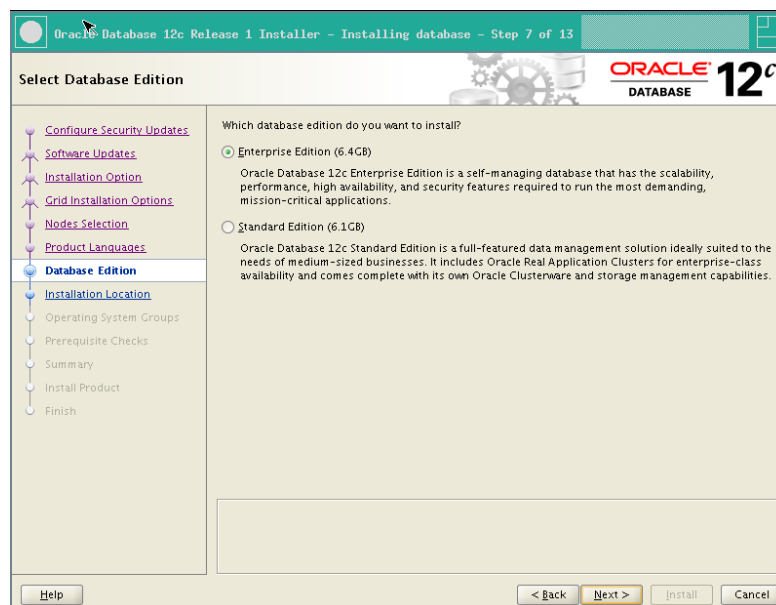 Oracle Database 12c Release 1 Installer - Installing database - Step 7 of 13
Select Database Edition
ORACLE
DATABASE
12c
Configure Security Updates
Software Updates
Installation Option
Grid Installation Options
Nodes Selection
Product Languages
Database Edition
Installation Location
Operating System Groups
Prerequisite Checks
Summary
Install Product
Finish
Which database edition do you want to install?
Enterprise Edition (6.4GB)
Oracle Database 12c Enterprise Edition is a self-managing database that has the scalability,
performance, high availability, and security features required to run the most demanding,
mission-critical applications.
Standard Edition (6.1GB)
Oracle Database 12c Standard Edition is a full-featured data management solution ideally suited to the
needs of medium-sized businesses. It includes Oracle Real Application Clusters for enterprise-class
availability and comes complete with its own Oracle Clusterware and storage management capabilities.
Help
< Back
Next >
Install
Cancel